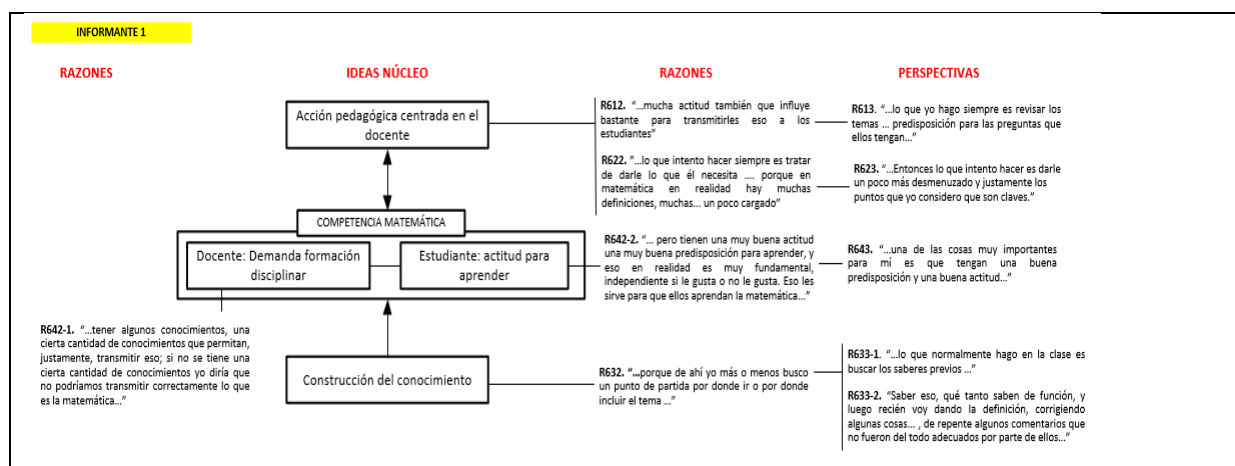 INFORMANTE 1
RAZONES
IDEAS NÚCLEO
RAZONES
PERSPECTIVAS
Acción pedagógica centrada en el
docente
R612. "...mucha actitud también que influye
bastante para transmitirles eso a los
estudiantes"
R613. "...lo que yo hago siempre es revisar los
temas ... predisposición para las preguntas que
ellos tengan..."
R622. "...lo que intento hacer siempre es tratar
de darle lo que él necesita .... porque en
matemática en realidad hay muchas
definiciones, muchas... un poco cargado"
R623. "...Entonces lo que intento hacer es darle
un poco más desmenuzado y justamente los
puntos que yo considero que son claves."
COMPETENCIA MATEMÁTICA
Docente: Demanda formación
disciplinar
Estudiante: actitud para
aprender
R642-2. "... pero tienen una muy buena actitud
una muy buena predisposición para aprender, y
eso en realidad es muy fundamental,
independiente si le gusta o no le gusta. Eso les
sirve para que ellos aprendan la matemática..."
R643. "...una de las cosas muy importantes
para mí es que tengan una buena
predisposición y una buena actitud..."
R642-1. "...tener algunos conocimientos, una
cierta cantidad de conocimientos que permitan,
justamente, transmitir eso; si no se tiene una
cierta cantidad de conocimientos yo diría que
no podríamos transmitir correctamente lo que
es la matemática..."
Construcción del conocimiento
R632. "...porque de ahí yo más o menos busco
un punto de partida por donde ir o por donde
incluir el tema ..."
R633-1. "...lo que normalmente hago en la clase es
buscar los saberes previos ..."
R633-2. "Saber eso, qué tanto saben de función, y
luego recién voy dando la definición, corrigiendo
algunas cosas... , de repente algunos comentarios que
no fueron del todo adecuados por parte de ellos..."